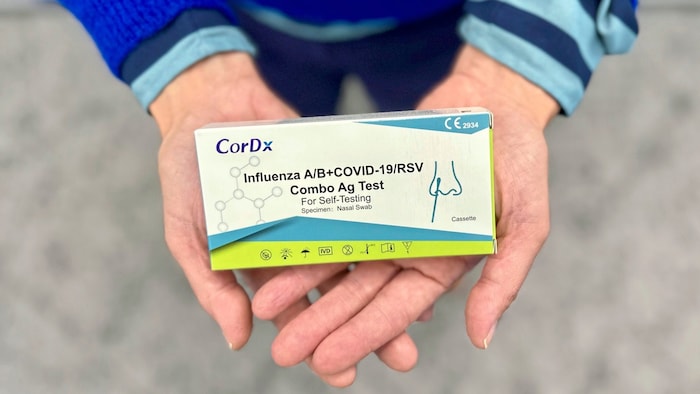 CorDx
CE 2934
Influenza A/B+COVID-19/RSV
Combo Ag Test
For Self-Testing
Specimen: Nasal Swab
Cassette
IVD